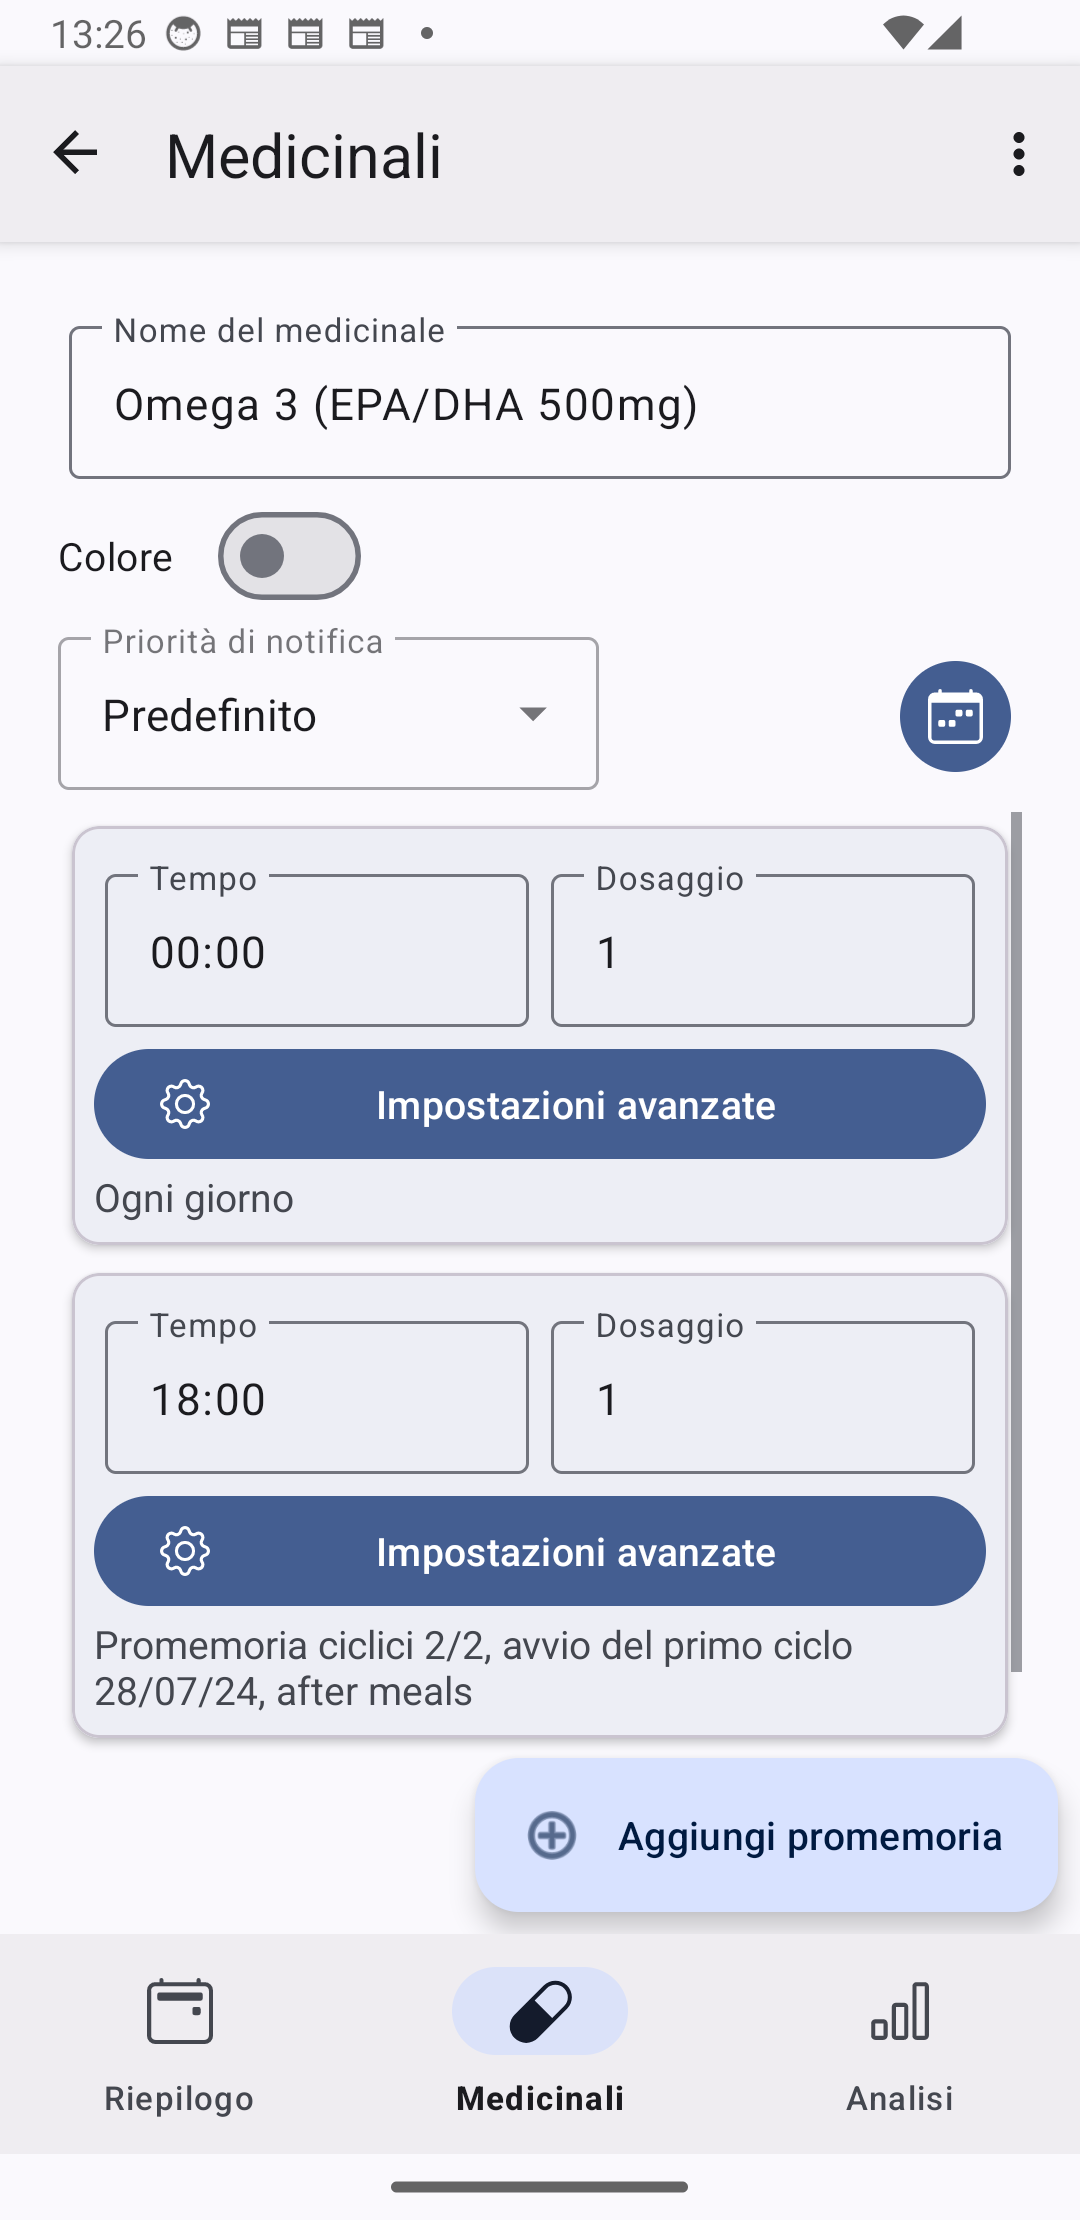 13:26
Medicinali
Nome del medicinale
Omega 3 (EPA/DHA 500mg)
Colore
Priorità di notifica
Predefinito
Tempo
Dosaggio
00:00
1
Impostazioni avanzate
Ogni giorno
Tempo
Dosaggio
18:00
1
Impostazioni avanzate
Promemoria ciclici 2/2, avvio del primo ciclo
28/07/24, after meals
Aggiungi promemoria
Riepilogo
Medicinali
Analisi